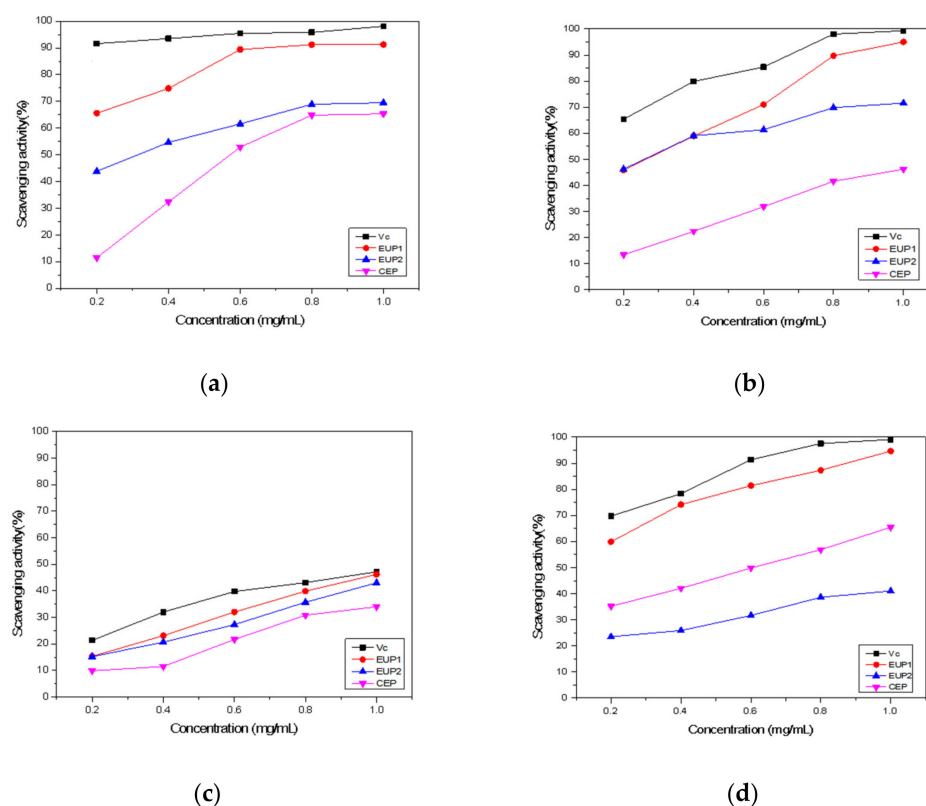 100
90
80
70
60
50
40
30
20
10
0
Scavenging activity(%)
Vc
EUP1
EUP2
CEP
0.2 0.4 0.6 0.8 1.0
Concentration (mg/mL)
(a)
100
90
80
70
60
50
40
30
20
10
0
Scavenging activity(%)
Vc
EUP1
EUP2
CEP
0.2 0.4 0.6 0.8 1.0
Concentration (mg/mL)
(b)
100
90
80
70
60
50
40
30
20
10
0
Scavenging activity(%)
Vc
EUP1
EUP2
CEP
0.2 0.4 0.6 0.8 1.0
Concentration (mg/mL)
(c)
100
90
80
70
60
50
40
30
20
10
0
Scavenging activity(%)
Vc
EUP1
EUP2
CEP
0.2 0.4 0.6 0.8 1.0
Concentration (mg/mL)
(d)